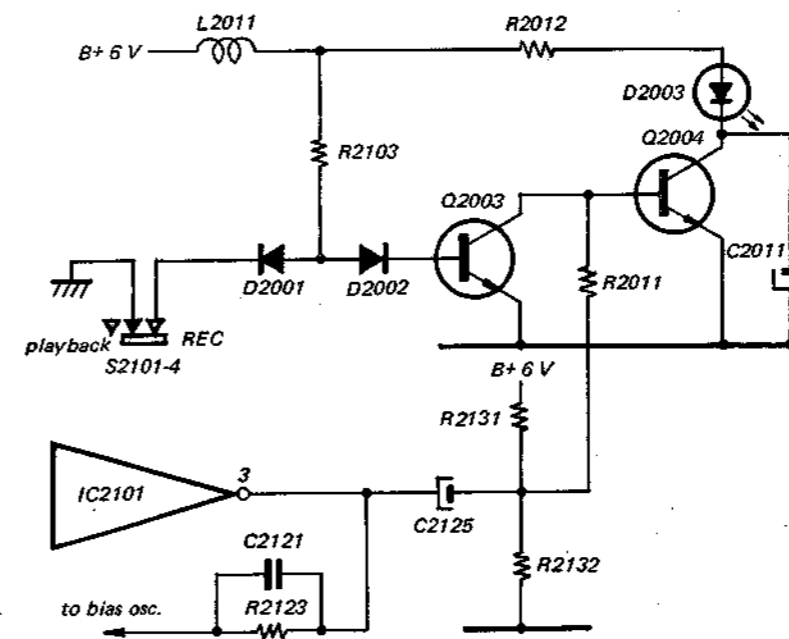 L2011
R2012
B+ 6 V
D2003
Q2004
R2103
Q2003
C2011
R2011
D2001
D2002
playback
REC
S2101-4
B+ 6 V
R2131
3
IC2101
C2125
C2121
R2132
R2123
to bias osc.